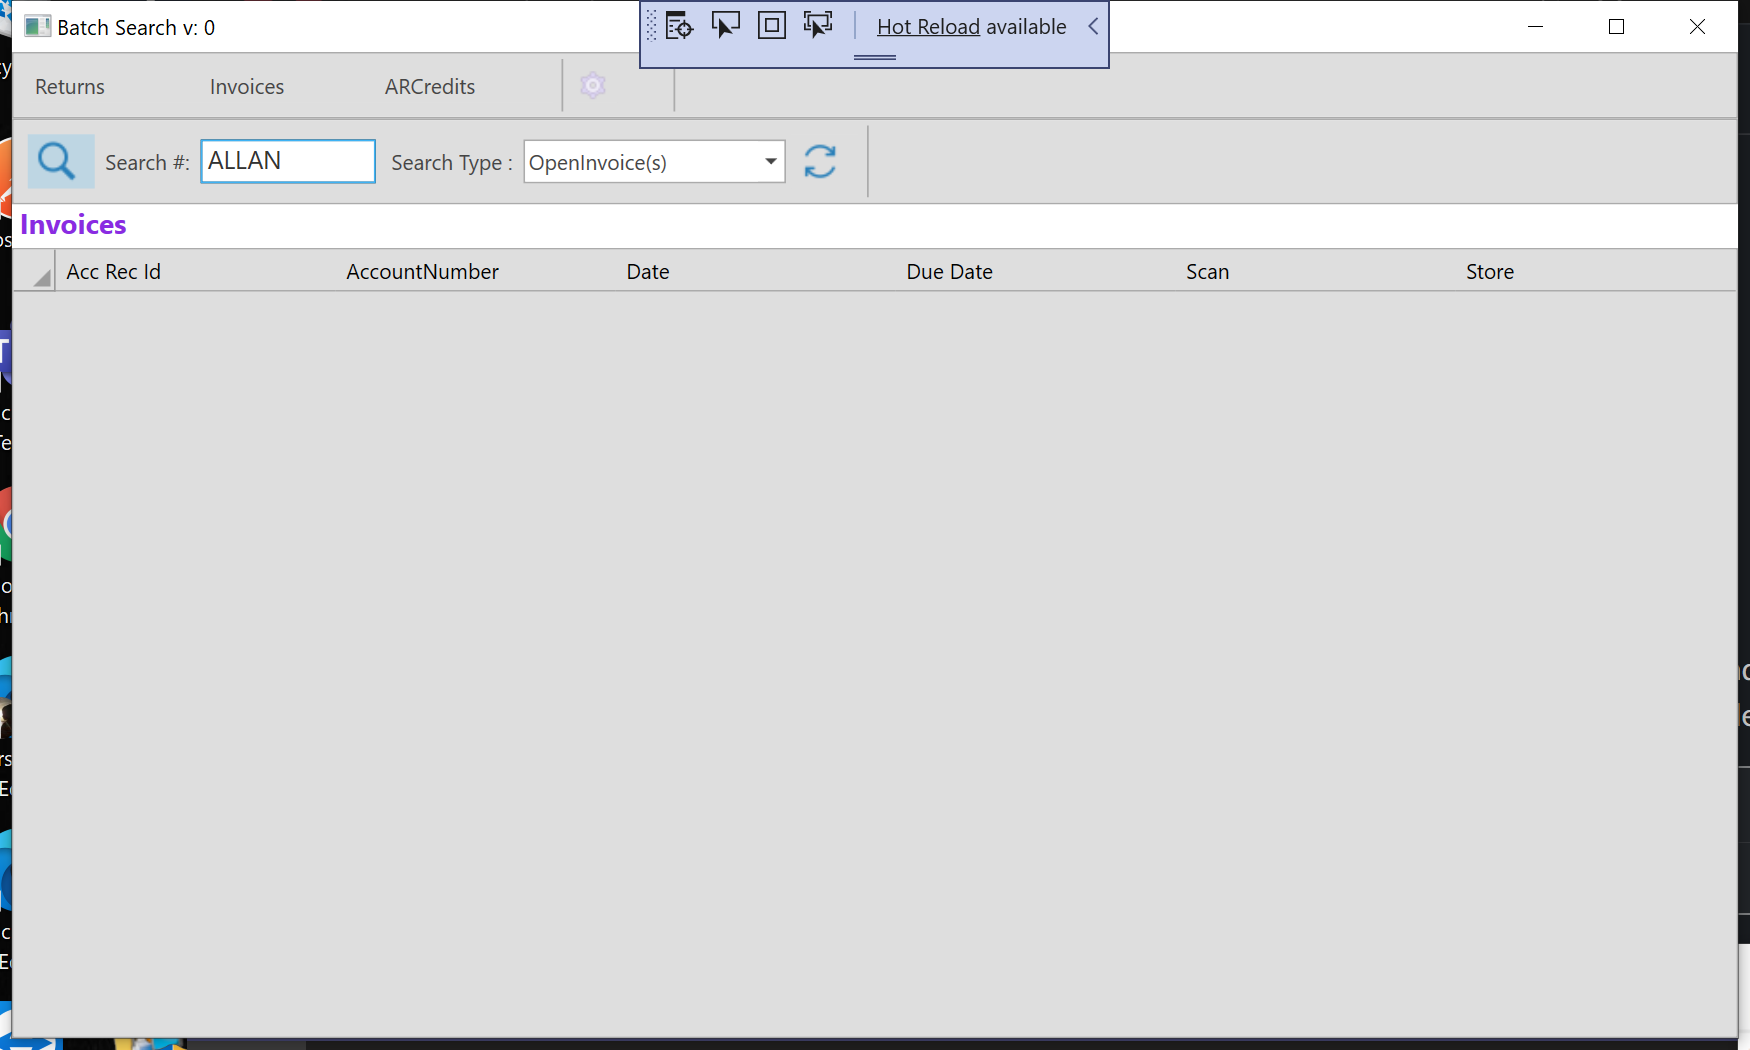 Batch Search v: 0
Hot Reload available
Returns
Invoices
ARCredits
Search #:
ALLAN
Search Type :
OpenInvoice(s)
Invoices
Acc Rec Id
AccountNumber
Date
Due Date
Scan
Store